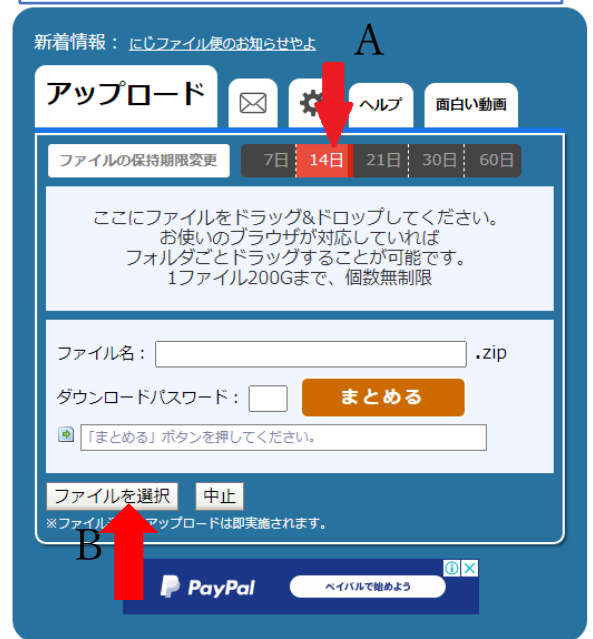 新着情報： にじファイル便のお知らせやよ
A
アップロード
ヘルプ
面白い動画
ファイルの保持期限変更
7日 14日 21日 30日 60日
ここにファイルをドラッグ&ドロップしてください。
お使いのブラウザが対応していれば
フォルダごとドラッグすることが可能です。
1ファイル200Gまで、個数無制限
ファイル名： .zip
ダウンロードパスワード： まとめる
「まとめる」ボタンを押してください。
ファイルを選択 中止
※ファイル アップロードは即実施されます。
B
PayPal ペイパルで始めよう